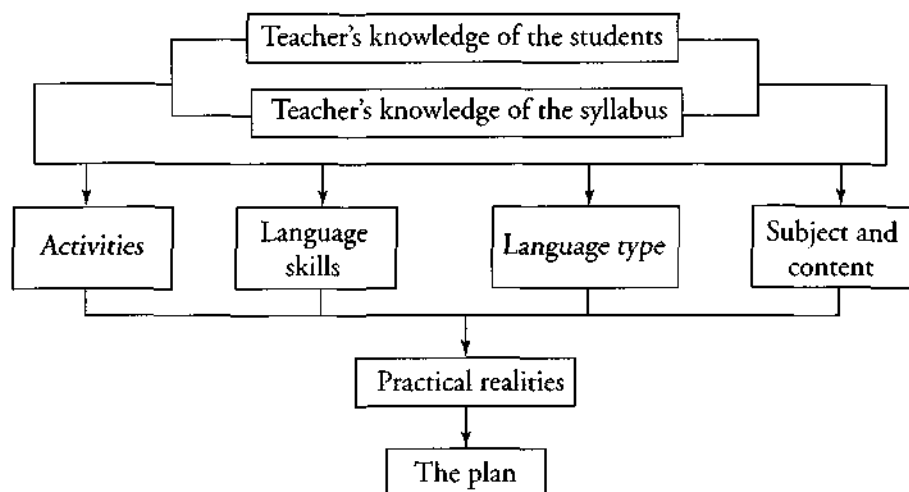 Teacher's knowledge of the students
Teacher's knowledge of the syllabus
Activities
Language
skills
Language type
Subject and
content
Practical realities
The plan